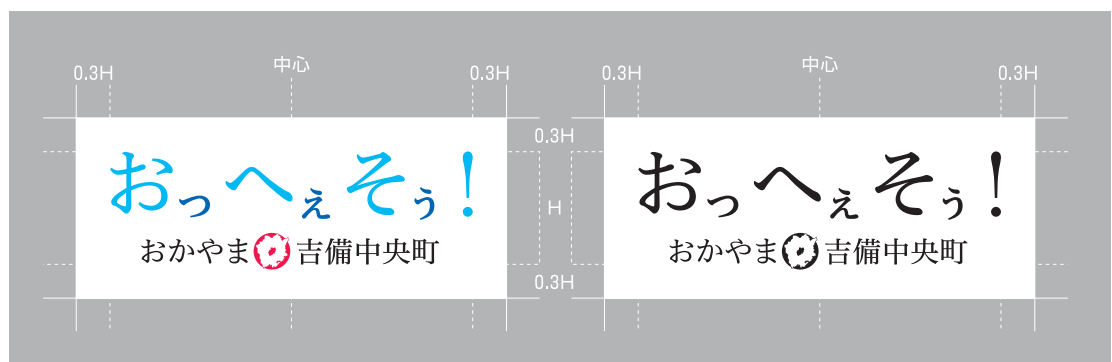 0.3H 中心 0.3H 0.3H 中心 0.3H
0.3H
おっへぇそぅ！ おっへぇそぅ！
H
おかやま 吉備中央町 おかやま 吉備中央町
0.3H